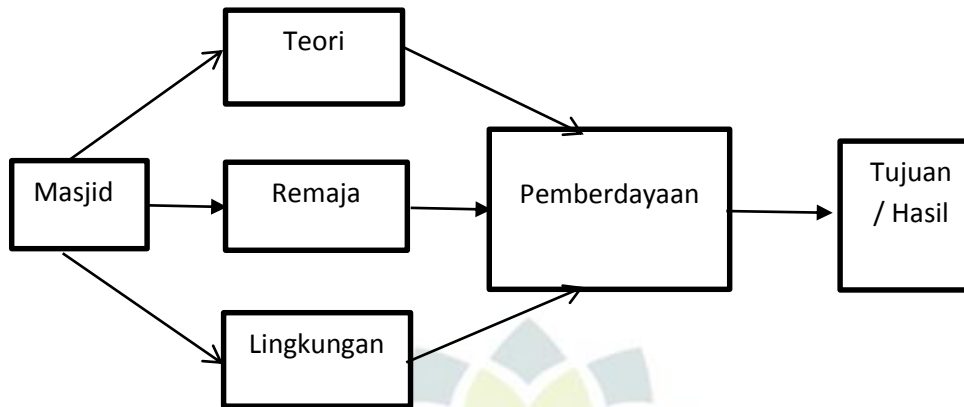 Teori
Masjid
Remaja
Lingkungan
Pemberdayaan
Tujuan
/ Hasil